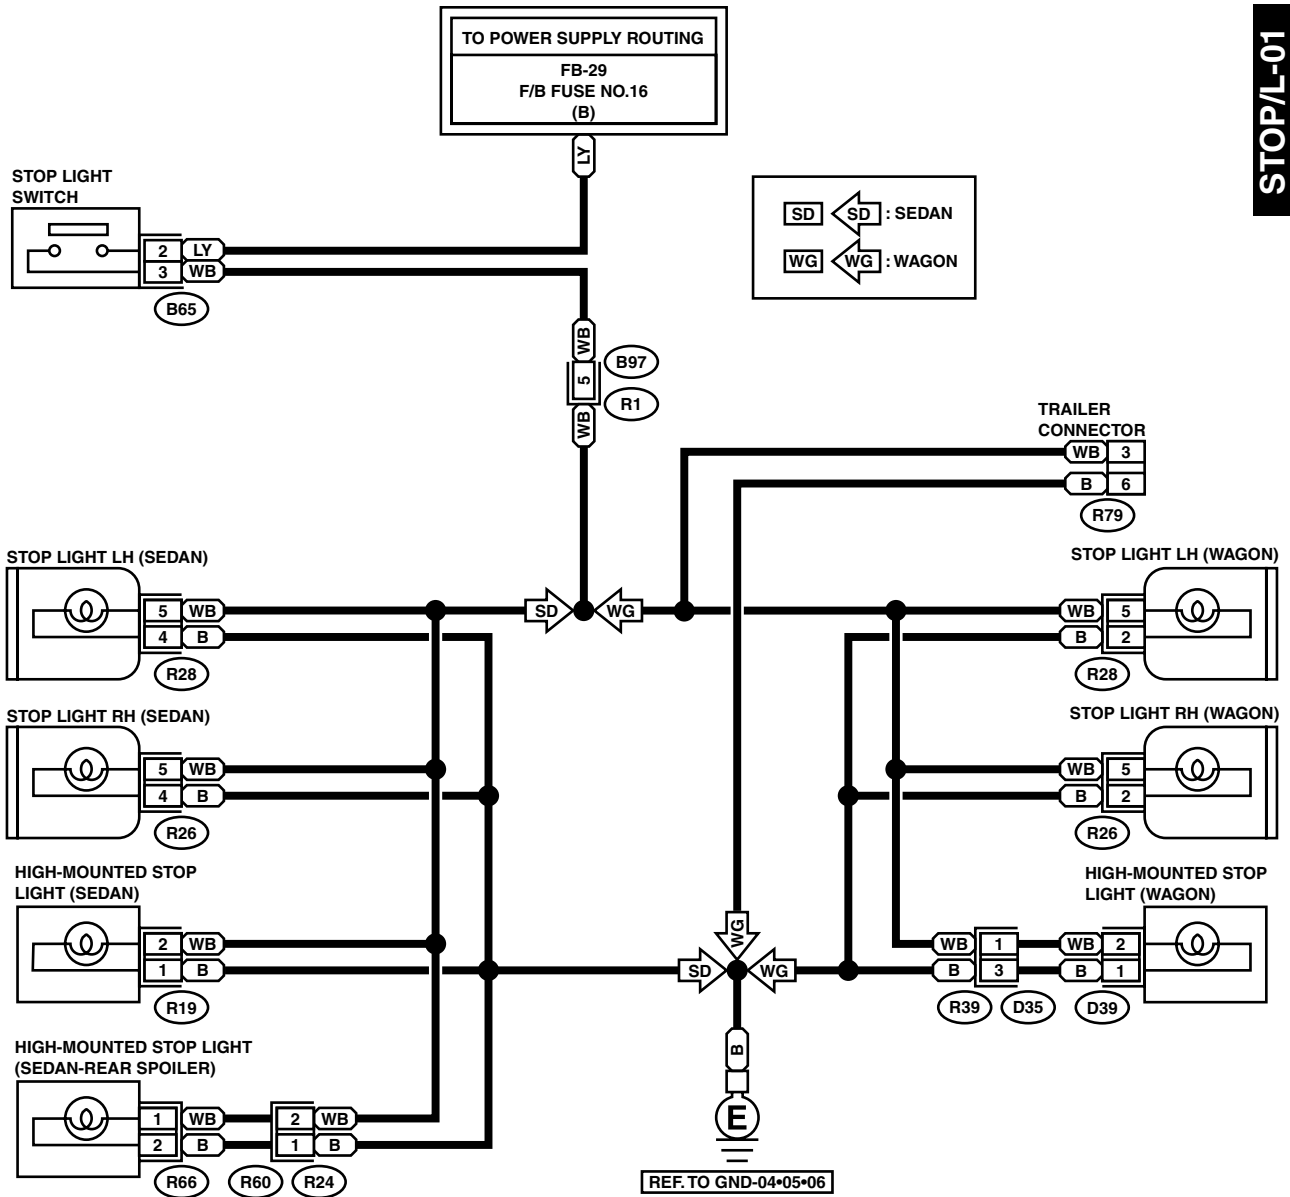 STOP/L-01
TO POWER SUPPLY ROUTING
FB-29
F/B FUSE NO.16
(B)
LY
STOP LIGHT
SWITCH
2 LY
3 WB
B65
SD SD : SEDAN
WG WG : WAGON
WB
B97
5
R1
WB
TRAILER
CONNECTOR
WB 3
B 6
R79
STOP LIGHT LH (SEDAN)
5 WB
4 B
R28
SD WG
STOP LIGHT LH (WAGON)
WB 5
B 2
R28
STOP LIGHT RH (SEDAN)
5 WB
4 B
R26
STOP LIGHT RH (WAGON)
WB 5
B 2
R26
HIGH-MOUNTED STOP
LIGHT (SEDAN)
2 WB
1 B
R19
WG
SD WG
HIGH-MOUNTED STOP
LIGHT (WAGON)
WB 1 WB 2
B 3 B 1
R39 D35 D39
HIGH-MOUNTED STOP LIGHT
(SEDAN-REAR SPOILER)
1 WB 2 WB
2 B 1 B
R66 R60 R24
B
E
REF. TO GND-04•05•06